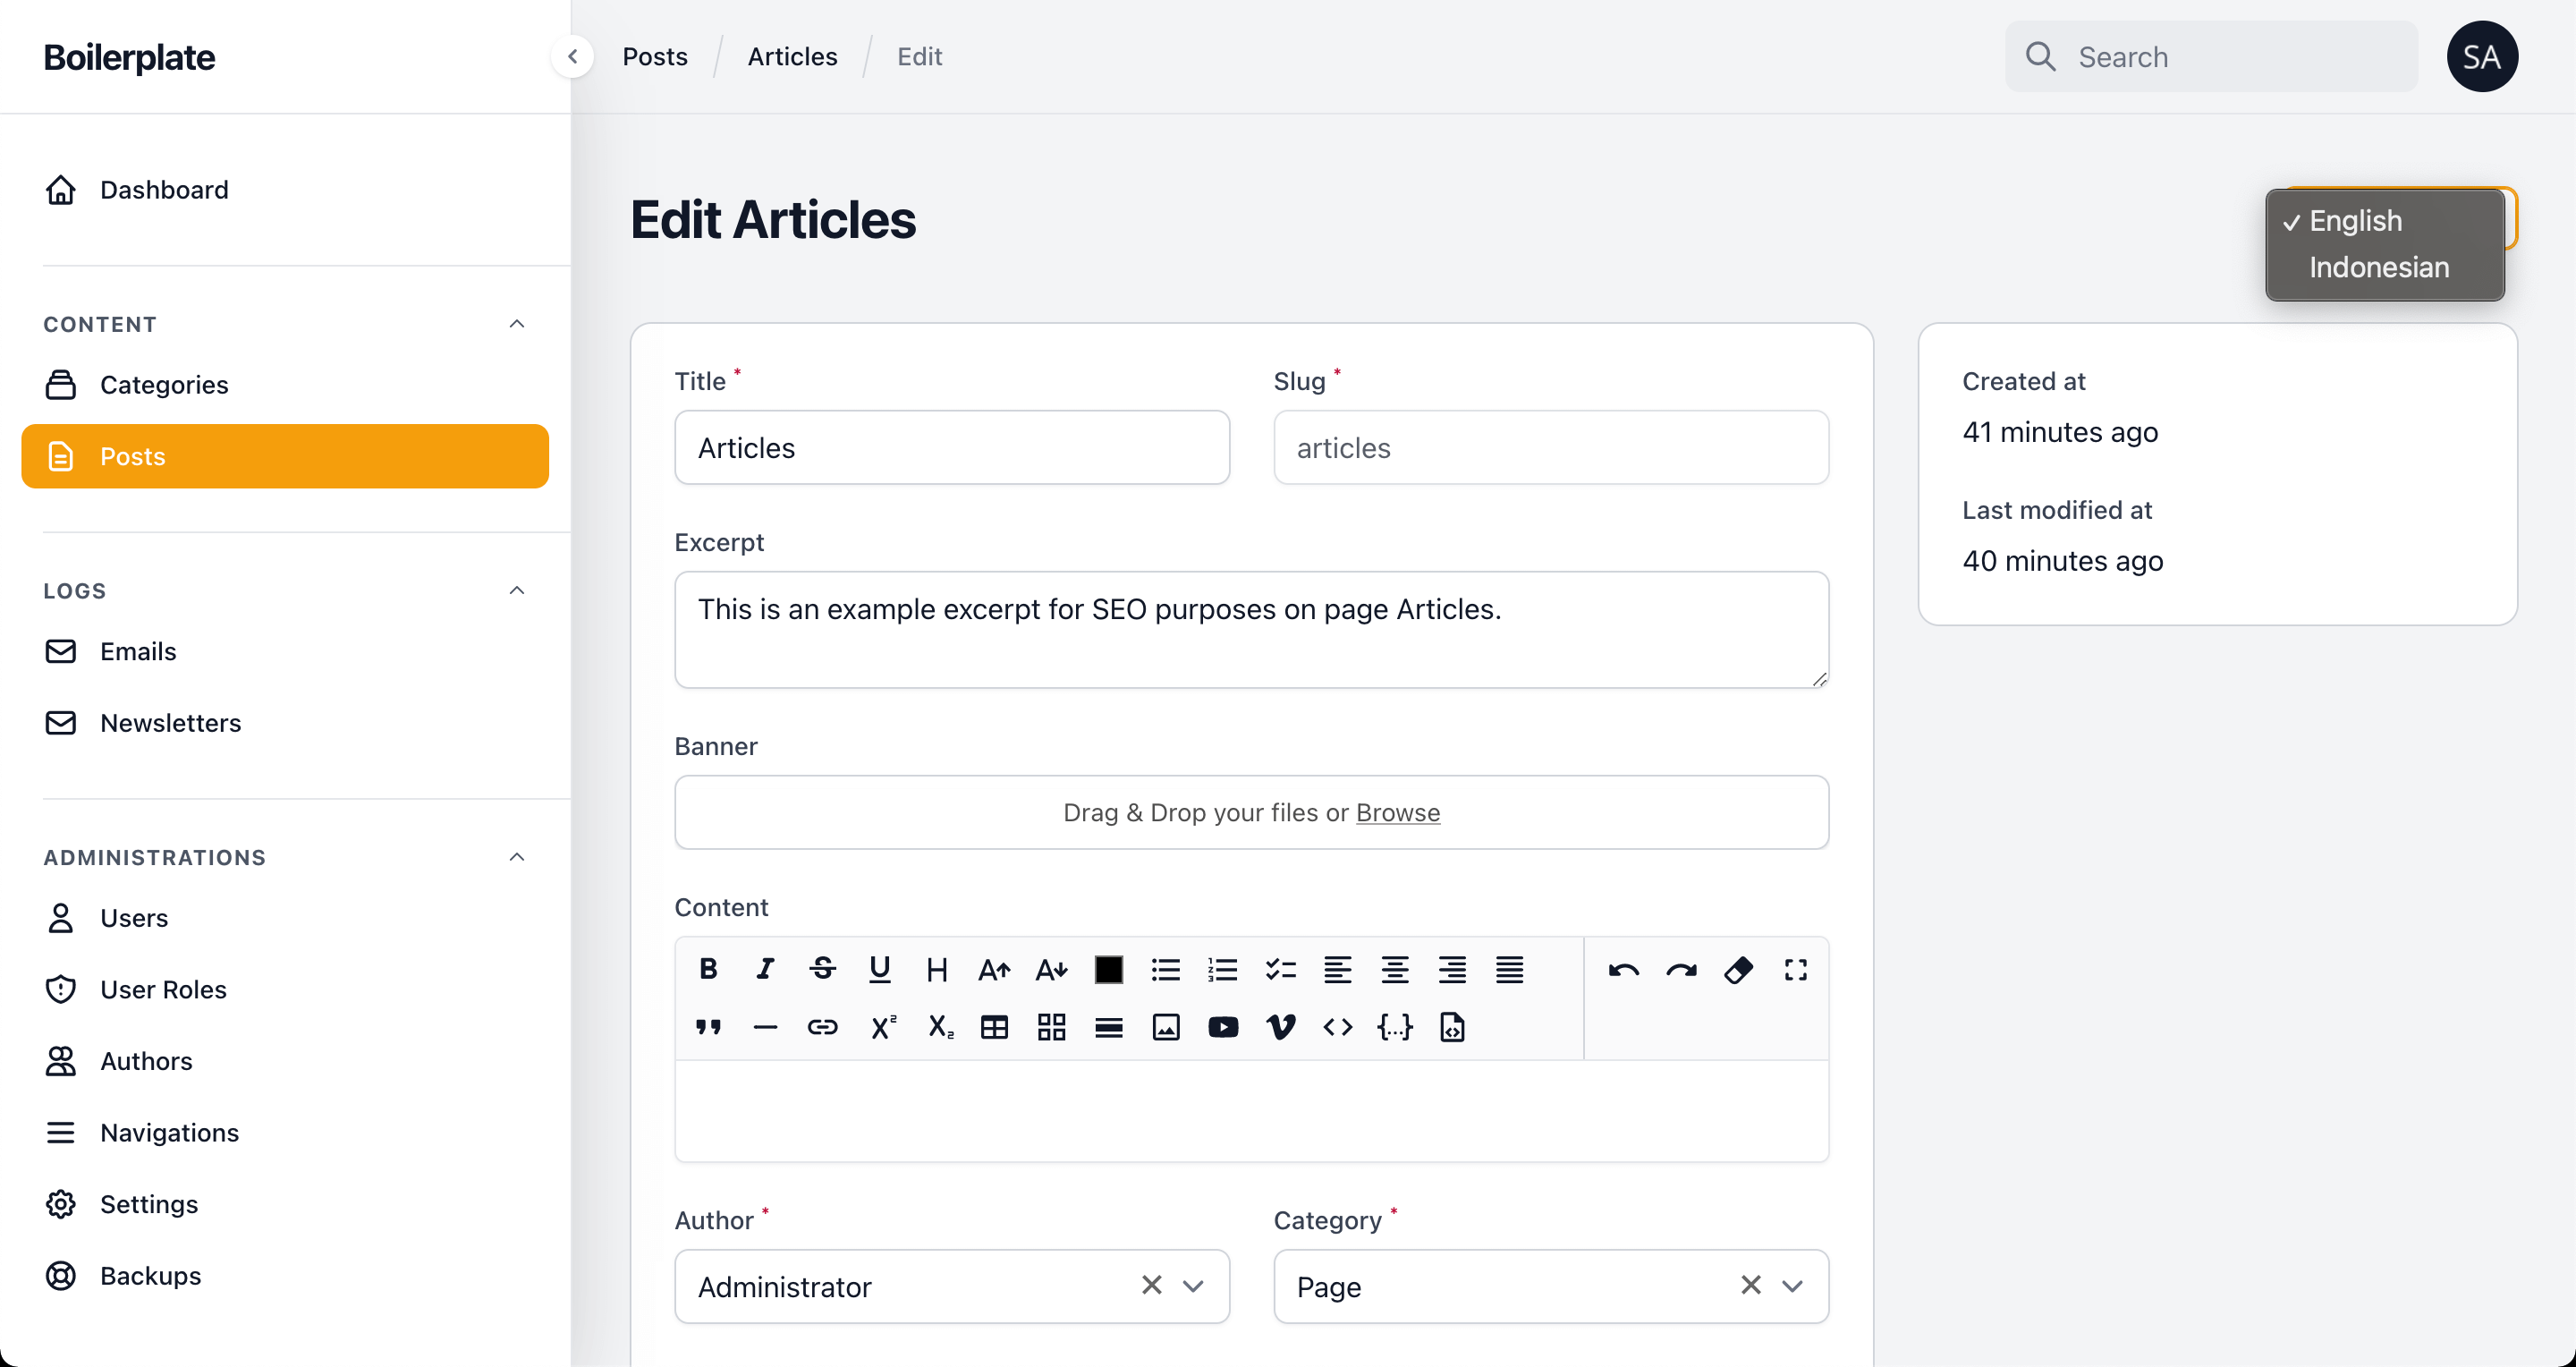 Boilerplate
Posts / Articles / Edit
Search
SA
Dashboard
CONTENT
Categories
Posts
LOGS
Emails
Newsletters
ADMINISTRATIONS
Users
User Roles
Authors
Navigations
Settings
Backups
Edit Articles
✓ English
Indonesian
Title *
Articles
Slug *
articles
Excerpt
This is an example excerpt for SEO purposes on page Articles.
Banner
Drag & Drop your files or Browse
Content
Author *
Administrator
Category *
Page
Created at
41 minutes ago
Last modified at
40 minutes ago